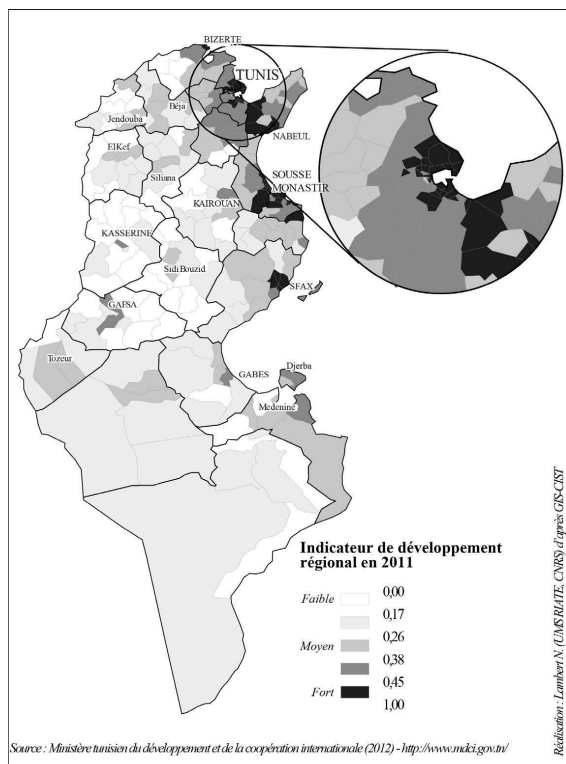 BIZERTE
TUNIS
Béja
Jendouba
NABEUL
ElKef
Siliana
SOUSSE
MONASTIR
KAIROUAN
KASSERINE
Sidi Bouzid
SFAX
GAFSA
Tozeur
GABES
Djerba
Medenine
Indicateur de développement
régional en 2011
Faible
0,00
0,17
Moyen
0,26
0,38
0,45
Fort
1,00
Source : Ministère tunisien du développement et de la coopération internationale (2012) - http://www.mdci.gov.tn/
Réalisation : Lambert N. (UMS RIATE, CNRS) d'après GIS-CIST